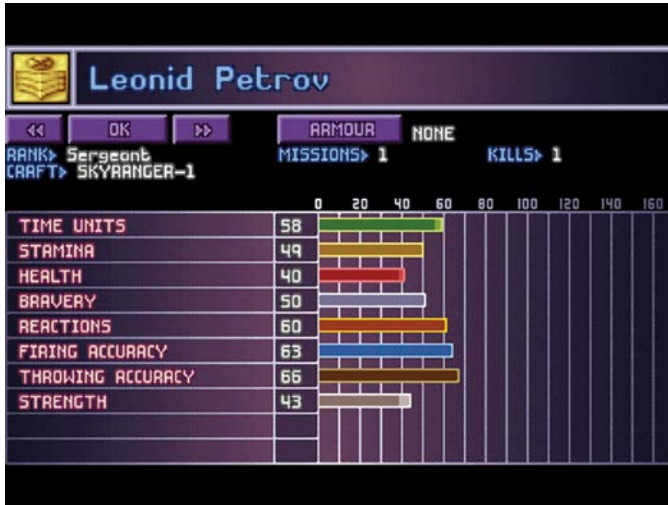 Leonid Petrov
<< OK >> ARMOUR NONE
RANK> Sergeant MISSIONS> 1 KILLS> 1
CRAFT> SKYRANGER-1
0 20 40 60 80 100 120 140 160
TIME UNITS 58
STAMINA 49
HEALTH 40
BRAVERY 50
REACTIONS 60
FIRING ACCURACY 63
THROWING ACCURACY 66
STRENGTH 43